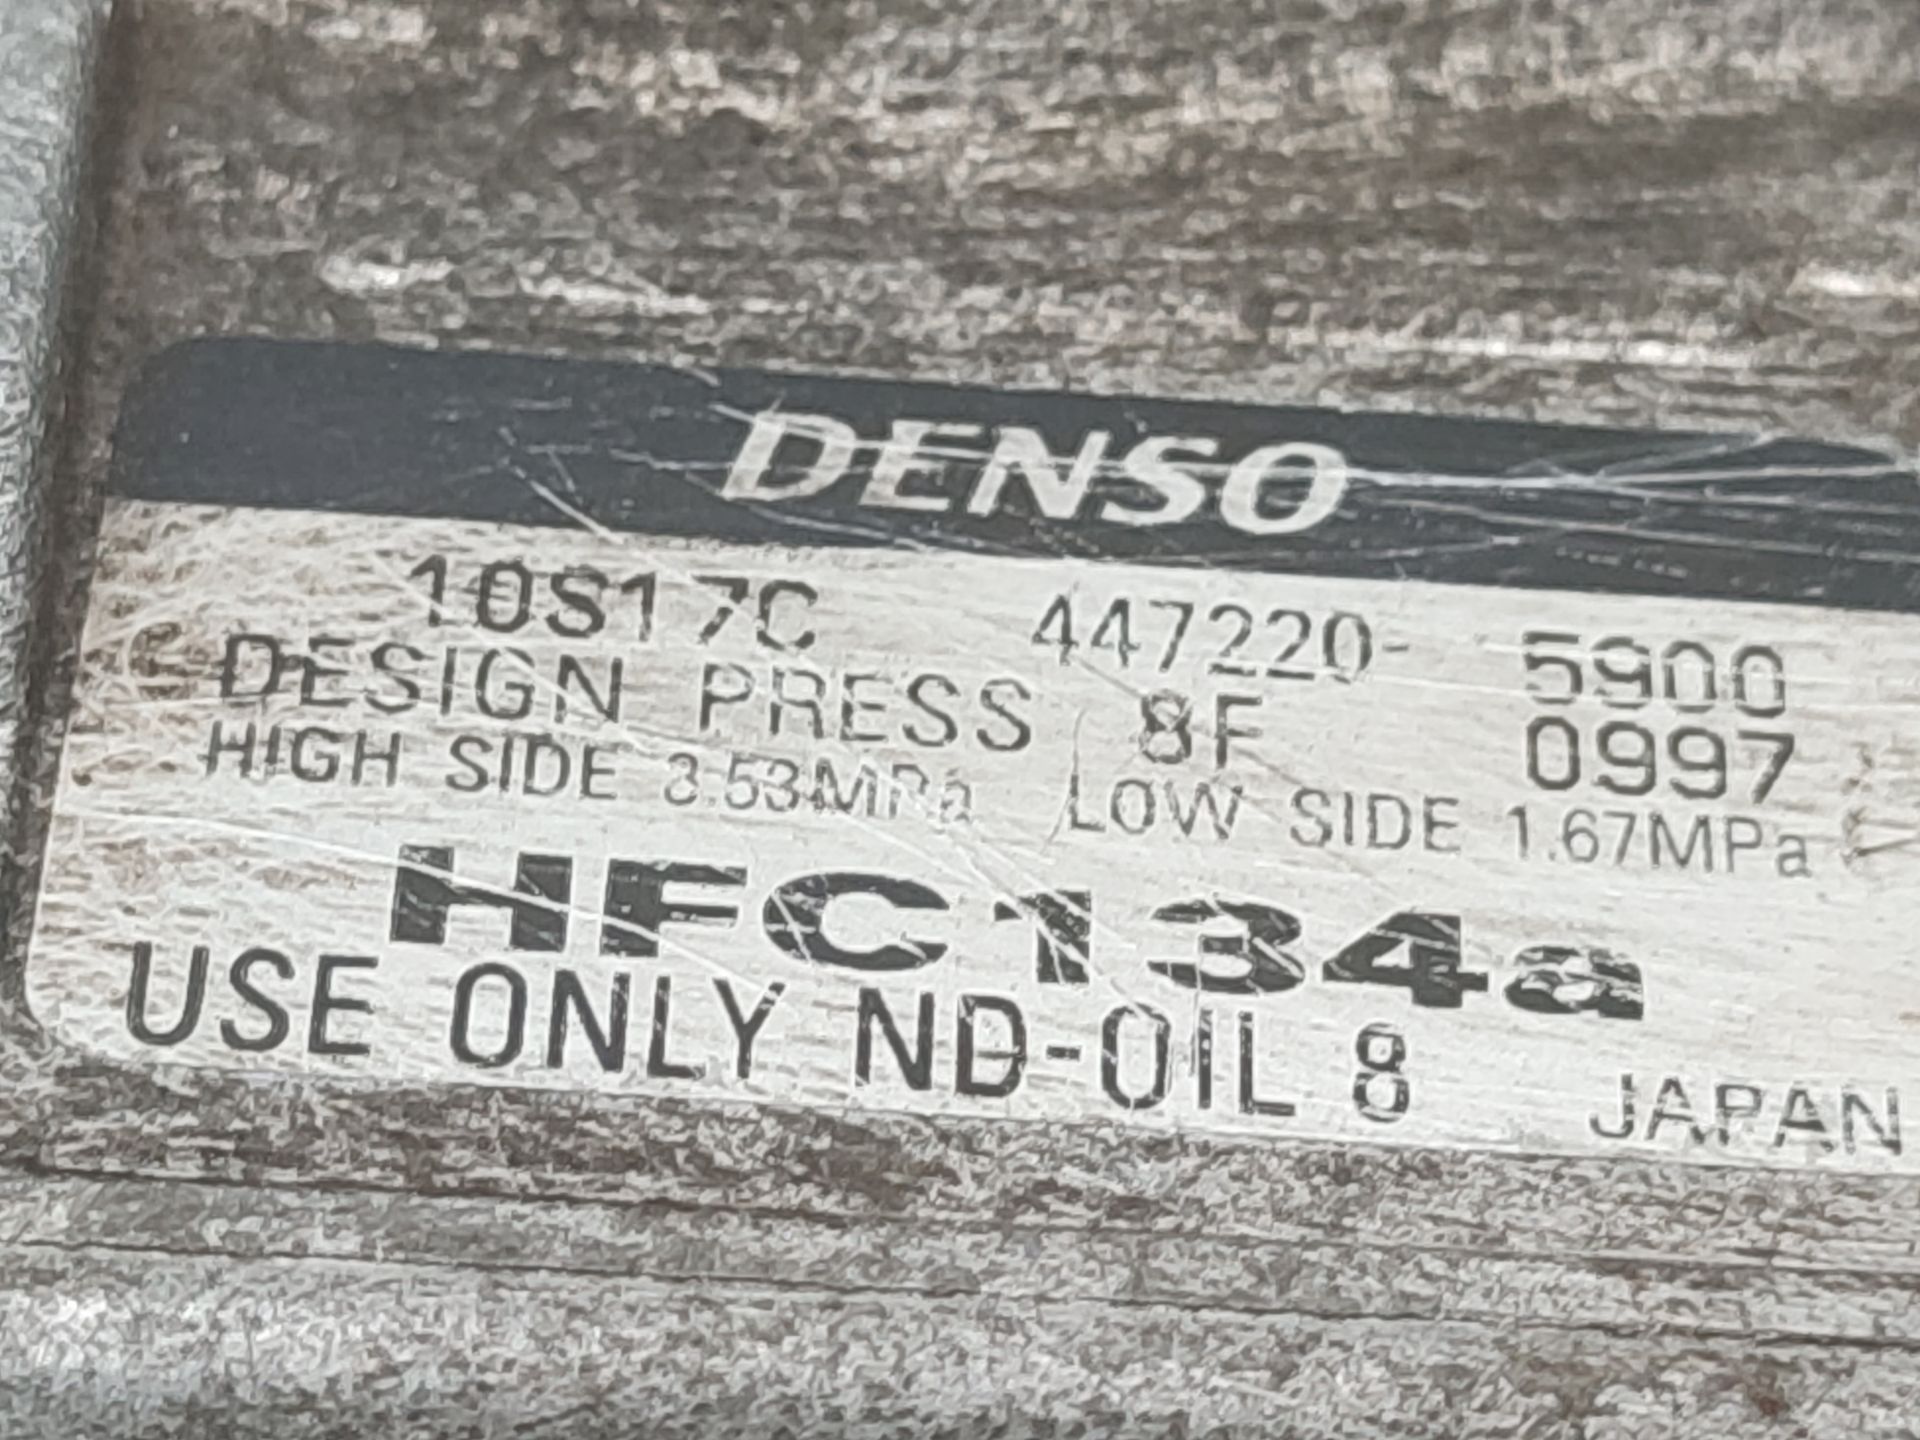 DENSO
10S17C 447220- 5900
DESIGN PRESS 8F 0997
HIGH SIDE 3.53MPa LOW SIDE 1.67MPa
HFC134a
USE ONLY ND-OIL 8
JAPAN